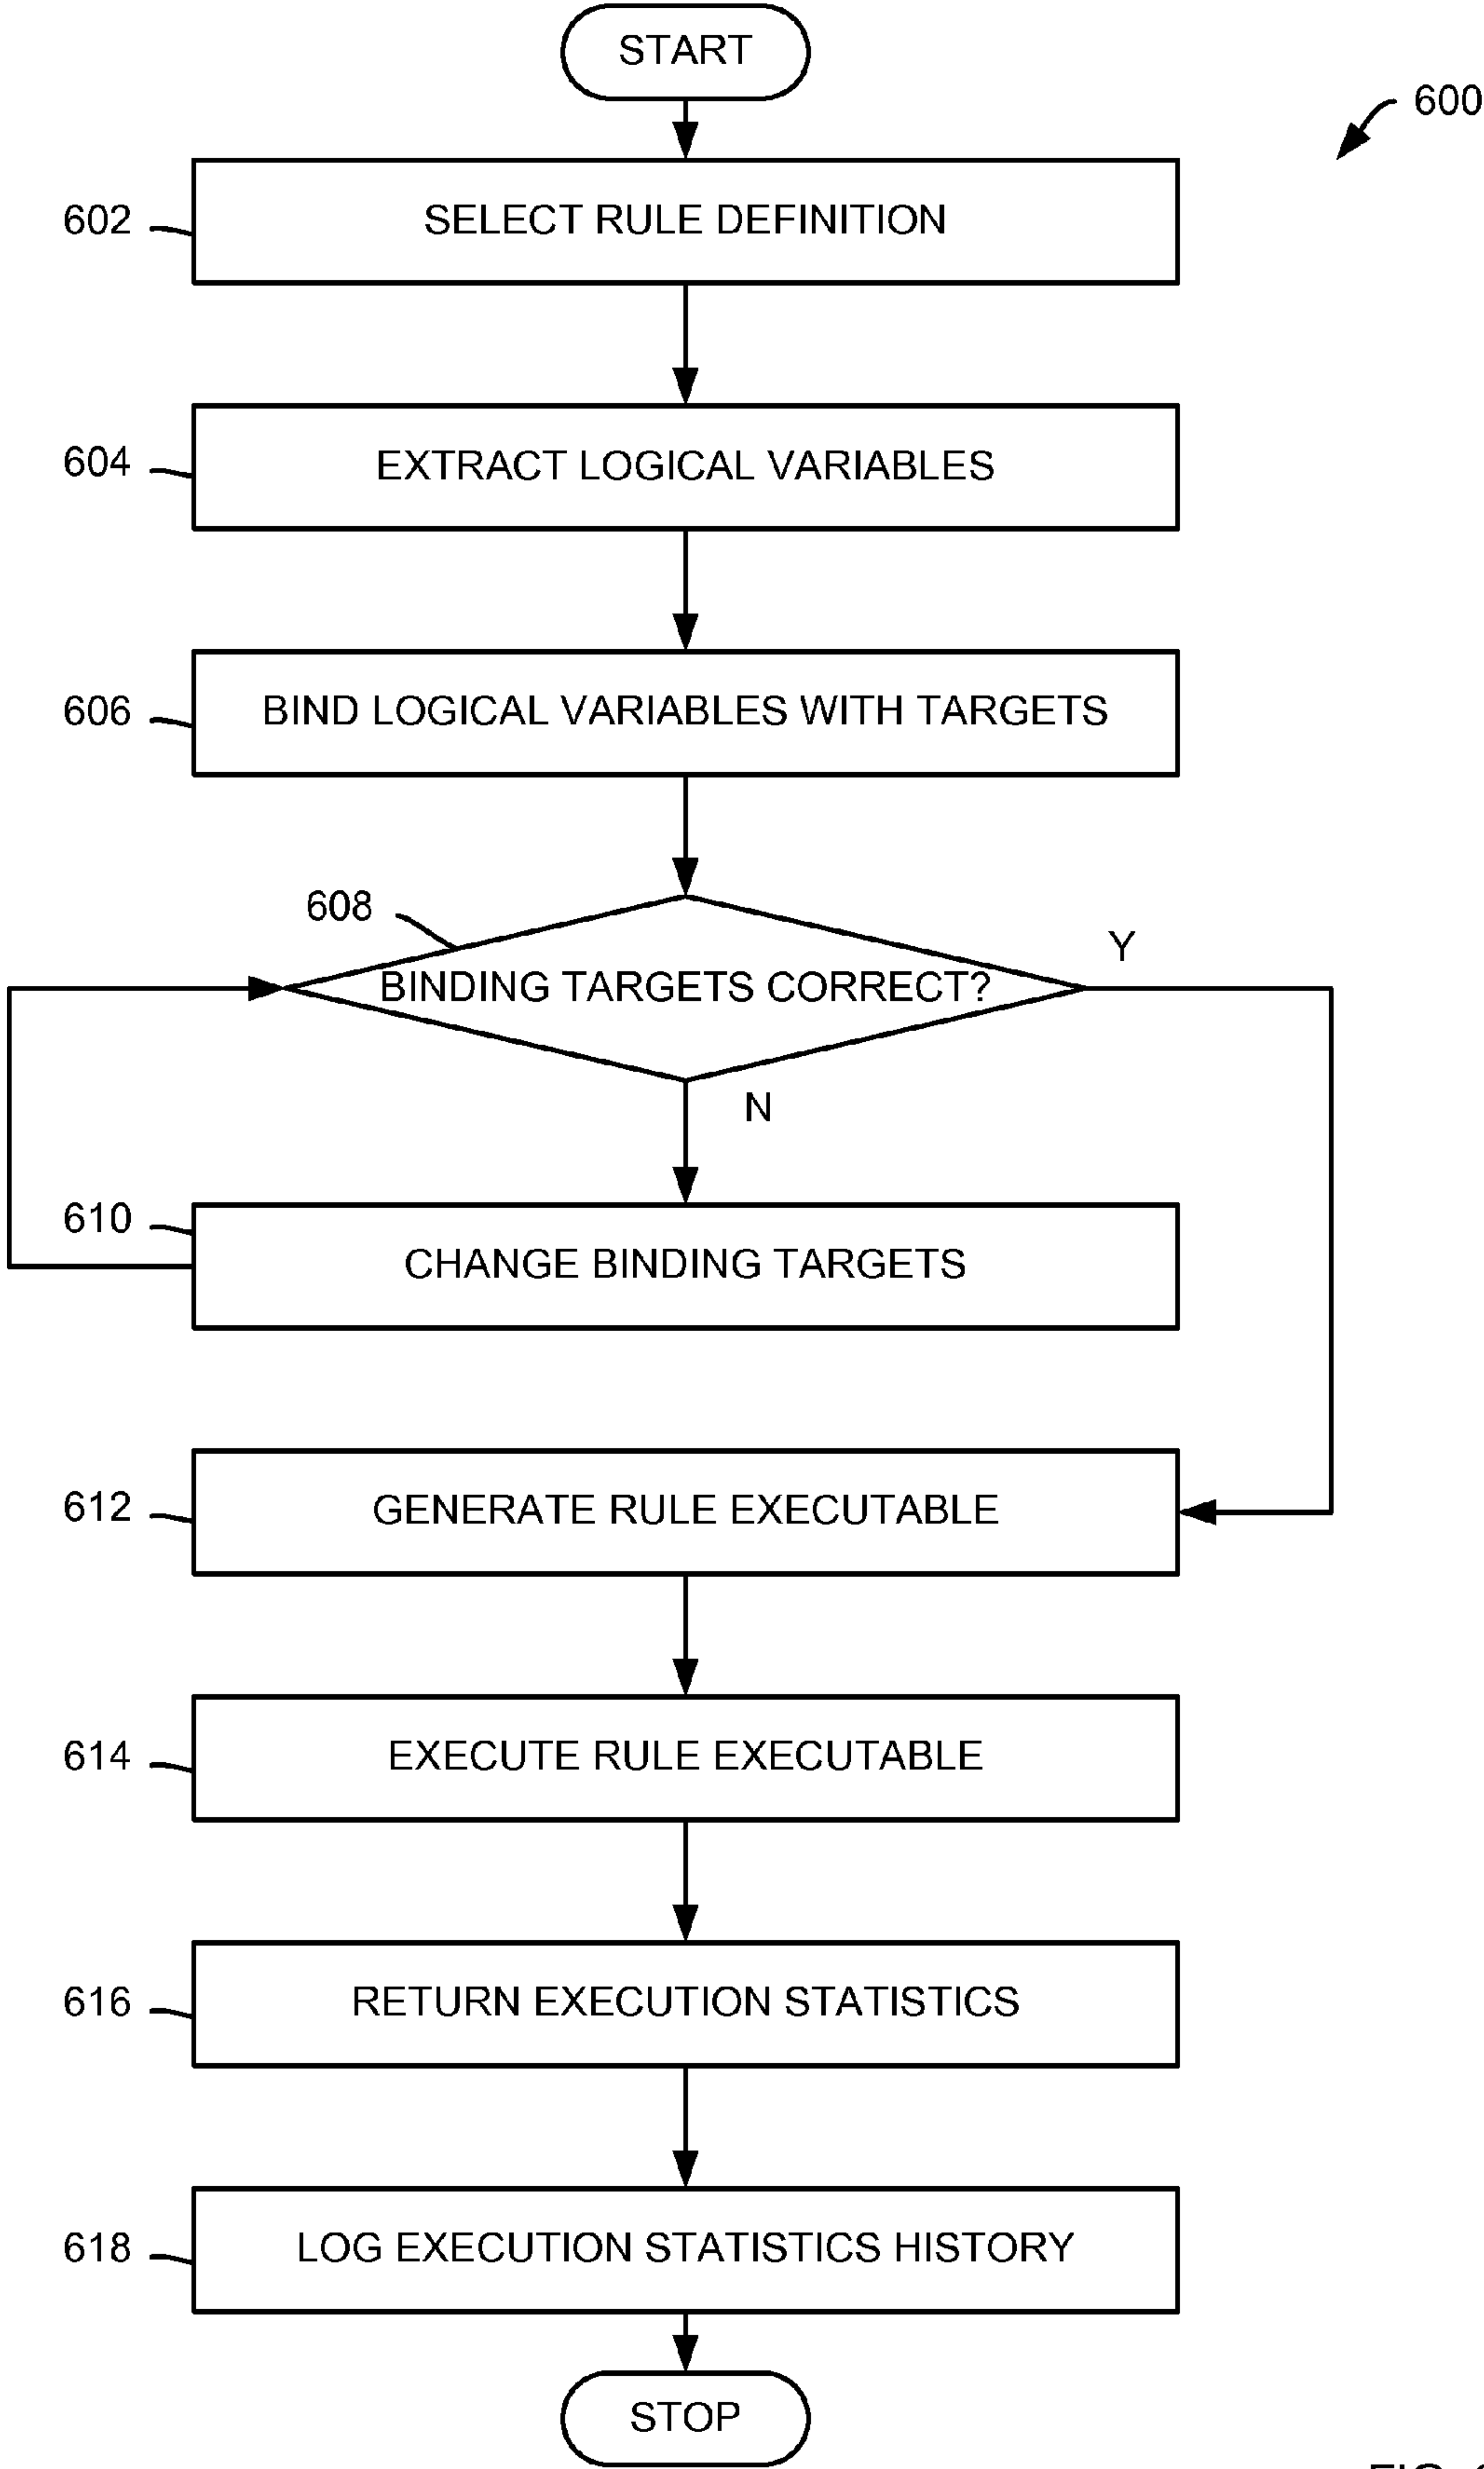 START
600
602
SELECT RULE DEFINITION
604
EXTRACT LOGICAL VARIABLES
606
BIND LOGICAL VARIABLES WITH TARGETS
608
BINDING TARGETS CORRECT?
Y
N
610
CHANGE BINDING TARGETS
612
GENERATE RULE EXECUTABLE
614
EXECUTE RULE EXECUTABLE
616
RETURN EXECUTION STATISTICS
618
LOG EXECUTION STATISTICS HISTORY
STOP